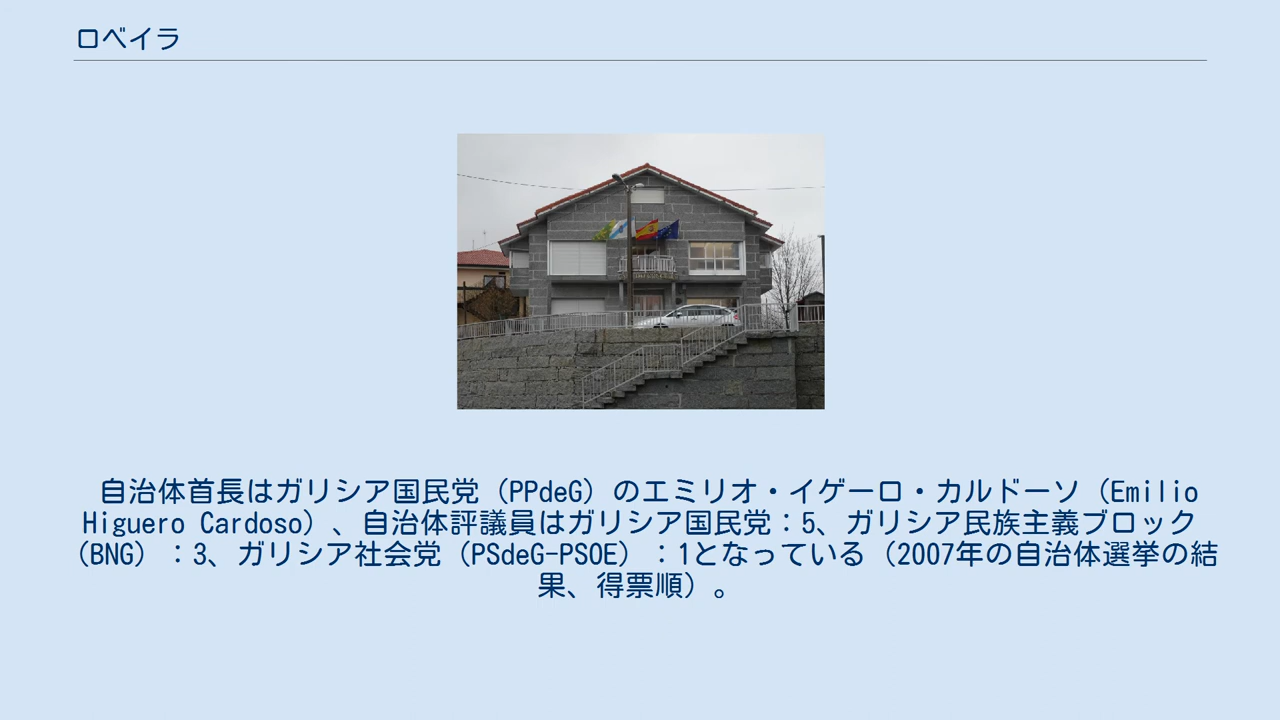 ロベイラ
自治体首長はガリシア国民党（PPdeG）のエミリオ・イゲーロ・カルドーソ（Emilio
Higuero Cardoso）、自治体評議員はガリシア国民党：5、ガリシア民族主義ブロック
（BNG）：3、ガリシア社会党（PSdeG-PSOE）：1となっている（2007年の自治体選挙の結
果、得票順）。